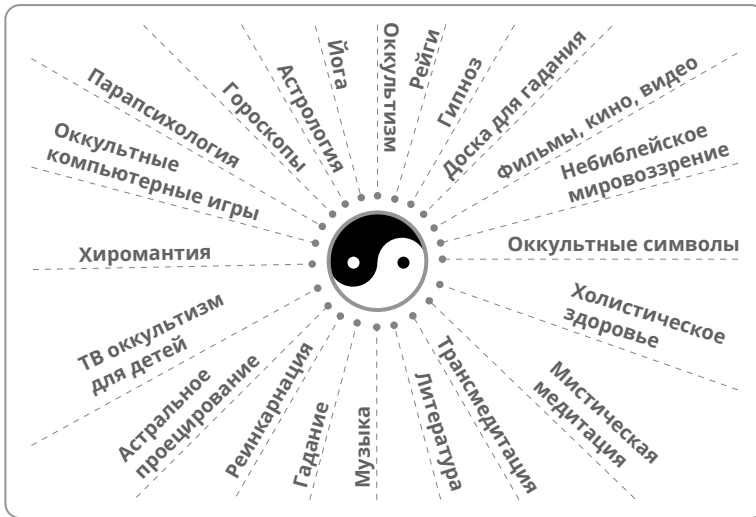 Оккультизм
Рейги
Гипноз
Доска для гадания
Фильмы, кино, видео
Небиблейское
мировоззрение
Оккультные символы
Холистическое
здоровье
Мистическая
медитация
Трансмедитация
Литература
Музыка
Гадание
Реинкарнация
Астральное
проецирование
ТВ оккультизм
для детей
Хиромантия
Оккультные
компьютерные игры
Парапсихология
Гороскопы
Астрология
Йога